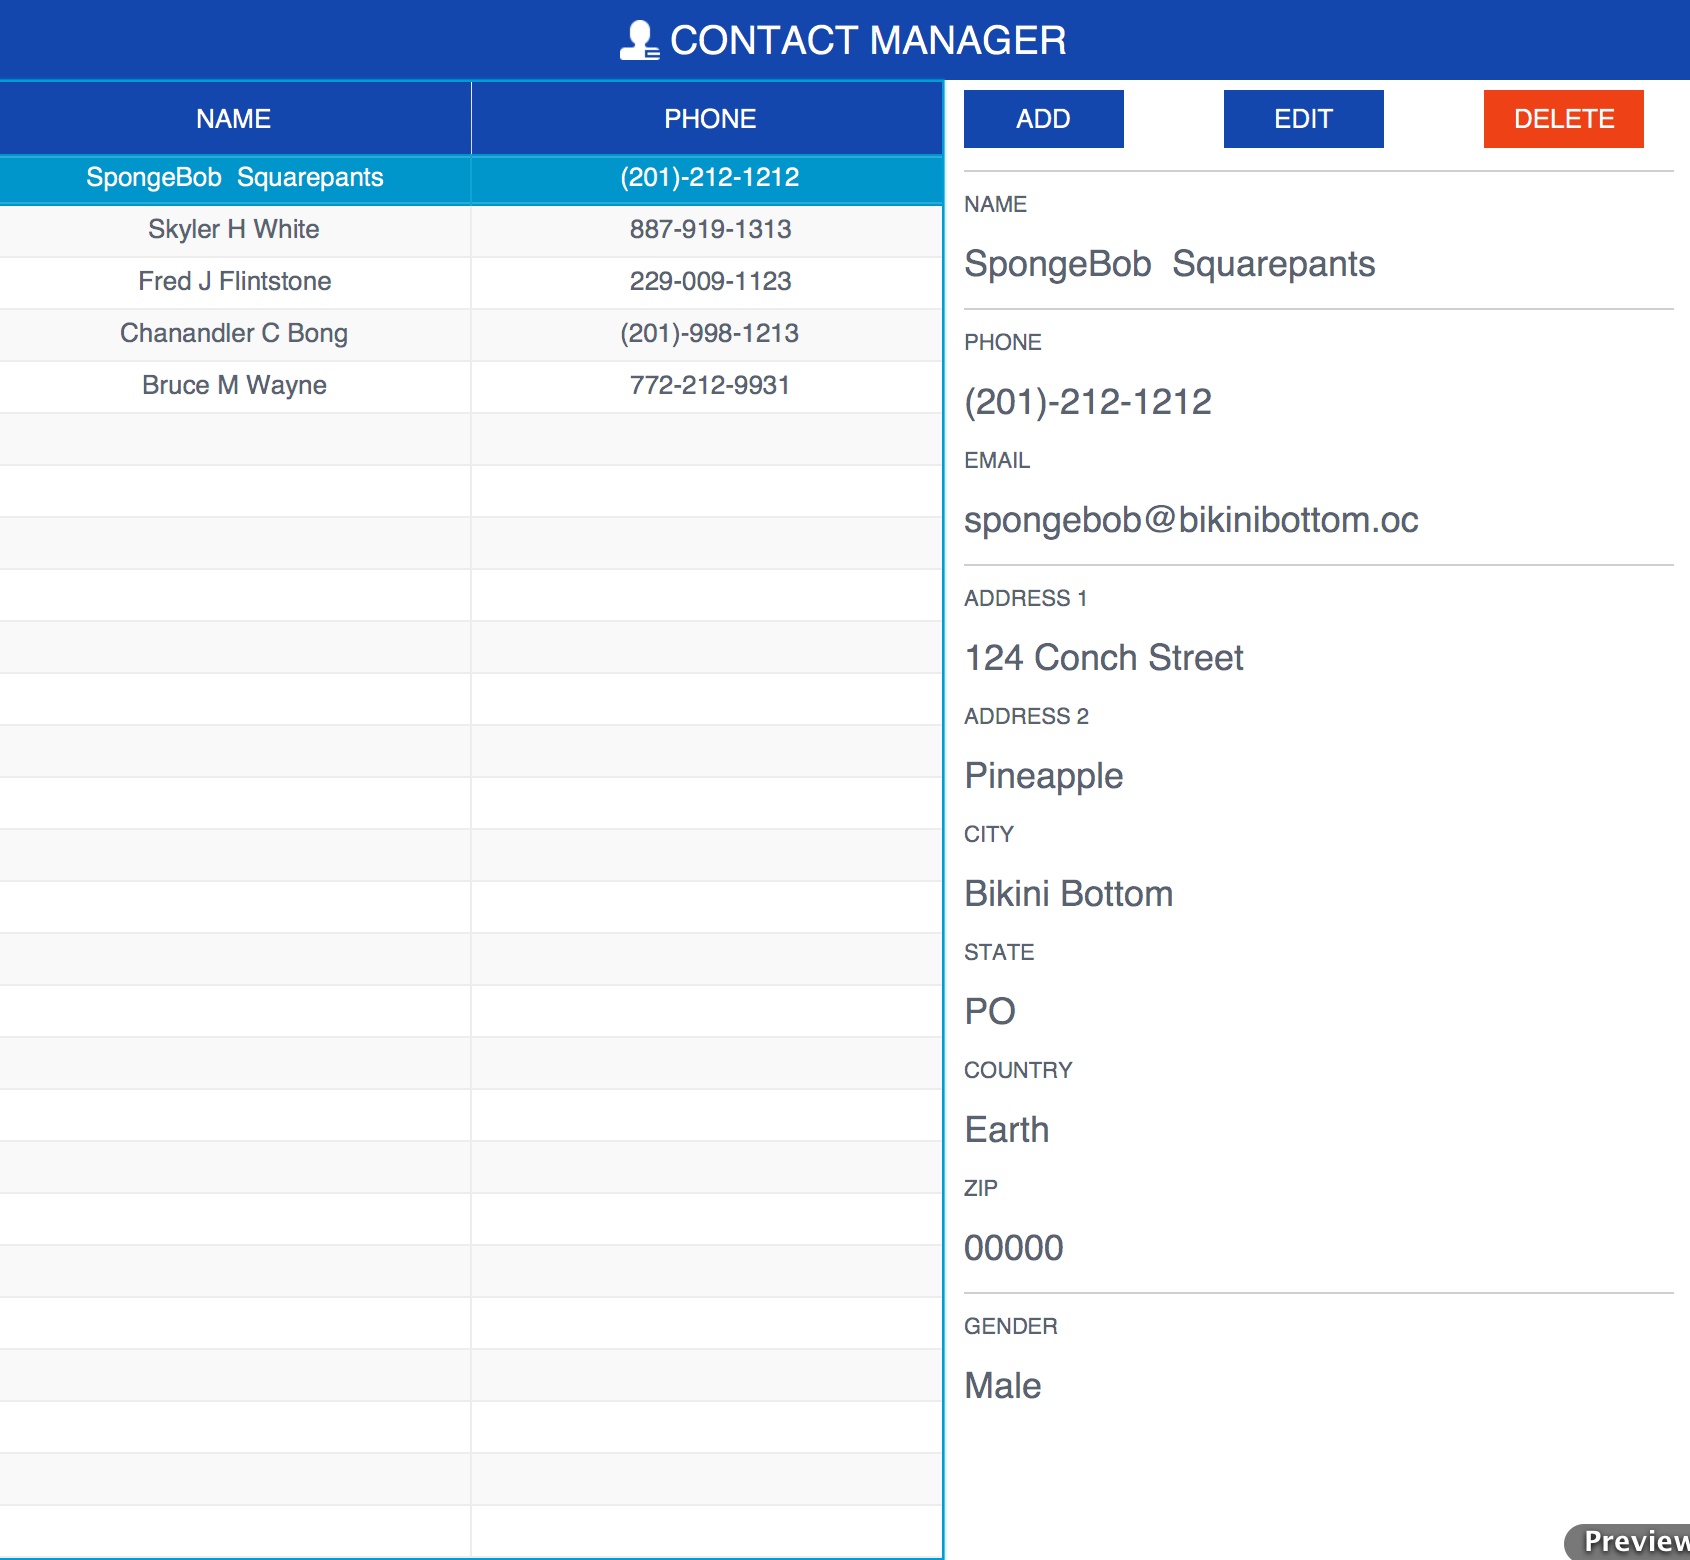 CONTACT MANAGER
NAME PHONE
SpongeBob  Squarepants (201)-212-1212
Skyler H White 887-919-1313
Fred J Flintstone 229-009-1123
Chanandler C Bong (201)-998-1213
Bruce M Wayne 772-212-9931
ADD EDIT DELETE
NAME
SpongeBob  Squarepants
PHONE
(201)-212-1212
EMAIL
spongebob@bikinibottom.oc
ADDRESS 1
124 Conch Street
ADDRESS 2
Pineapple
CITY
Bikini Bottom
STATE
PO
COUNTRY
Earth
ZIP
00000
GENDER
Male
Preview